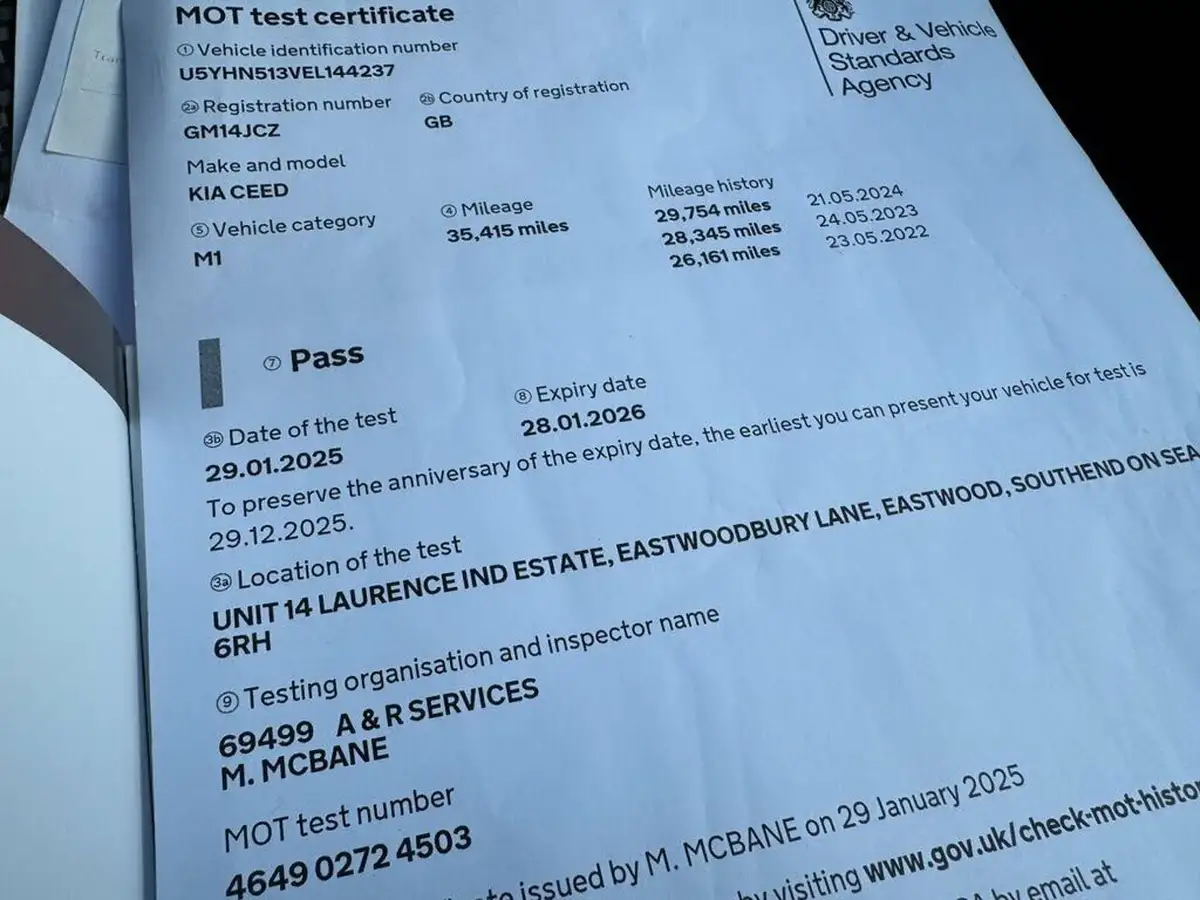 MOT test certificate
Driver & Vehicle
Standards
Agency
① Vehicle identification number
U5YHN513VEL144237
2a Registration number
GM14JCZ
2b Country of registration
GB
Make and model
KIA CEED
⑤ Vehicle category
M1
④ Mileage
35,415 miles
Mileage history
29,754 miles 21.05.2024
28,345 miles 24.05.2023
26,161 miles 23.05.2022
⑦ Pass
3b Date of the test
29.01.2025
⑧ Expiry date
28.01.2026
To preserve the anniversary of the expiry date, the earliest you can present your vehicle for test is
29.12.2025.
3a Location of the test
UNIT 14 LAURENCE IND ESTATE, EASTWOODBURY LANE, EASTWOOD, SOUTHEND ON SEA
6RH
⑨ Testing organisation and inspector name
69499 A & R SERVICES
M. MCBANE
MOT test number
4649 0272 4503
issued by M. MCBANE on 29 January 2025
by visiting www.gov.uk/check-mot-histor
by email at